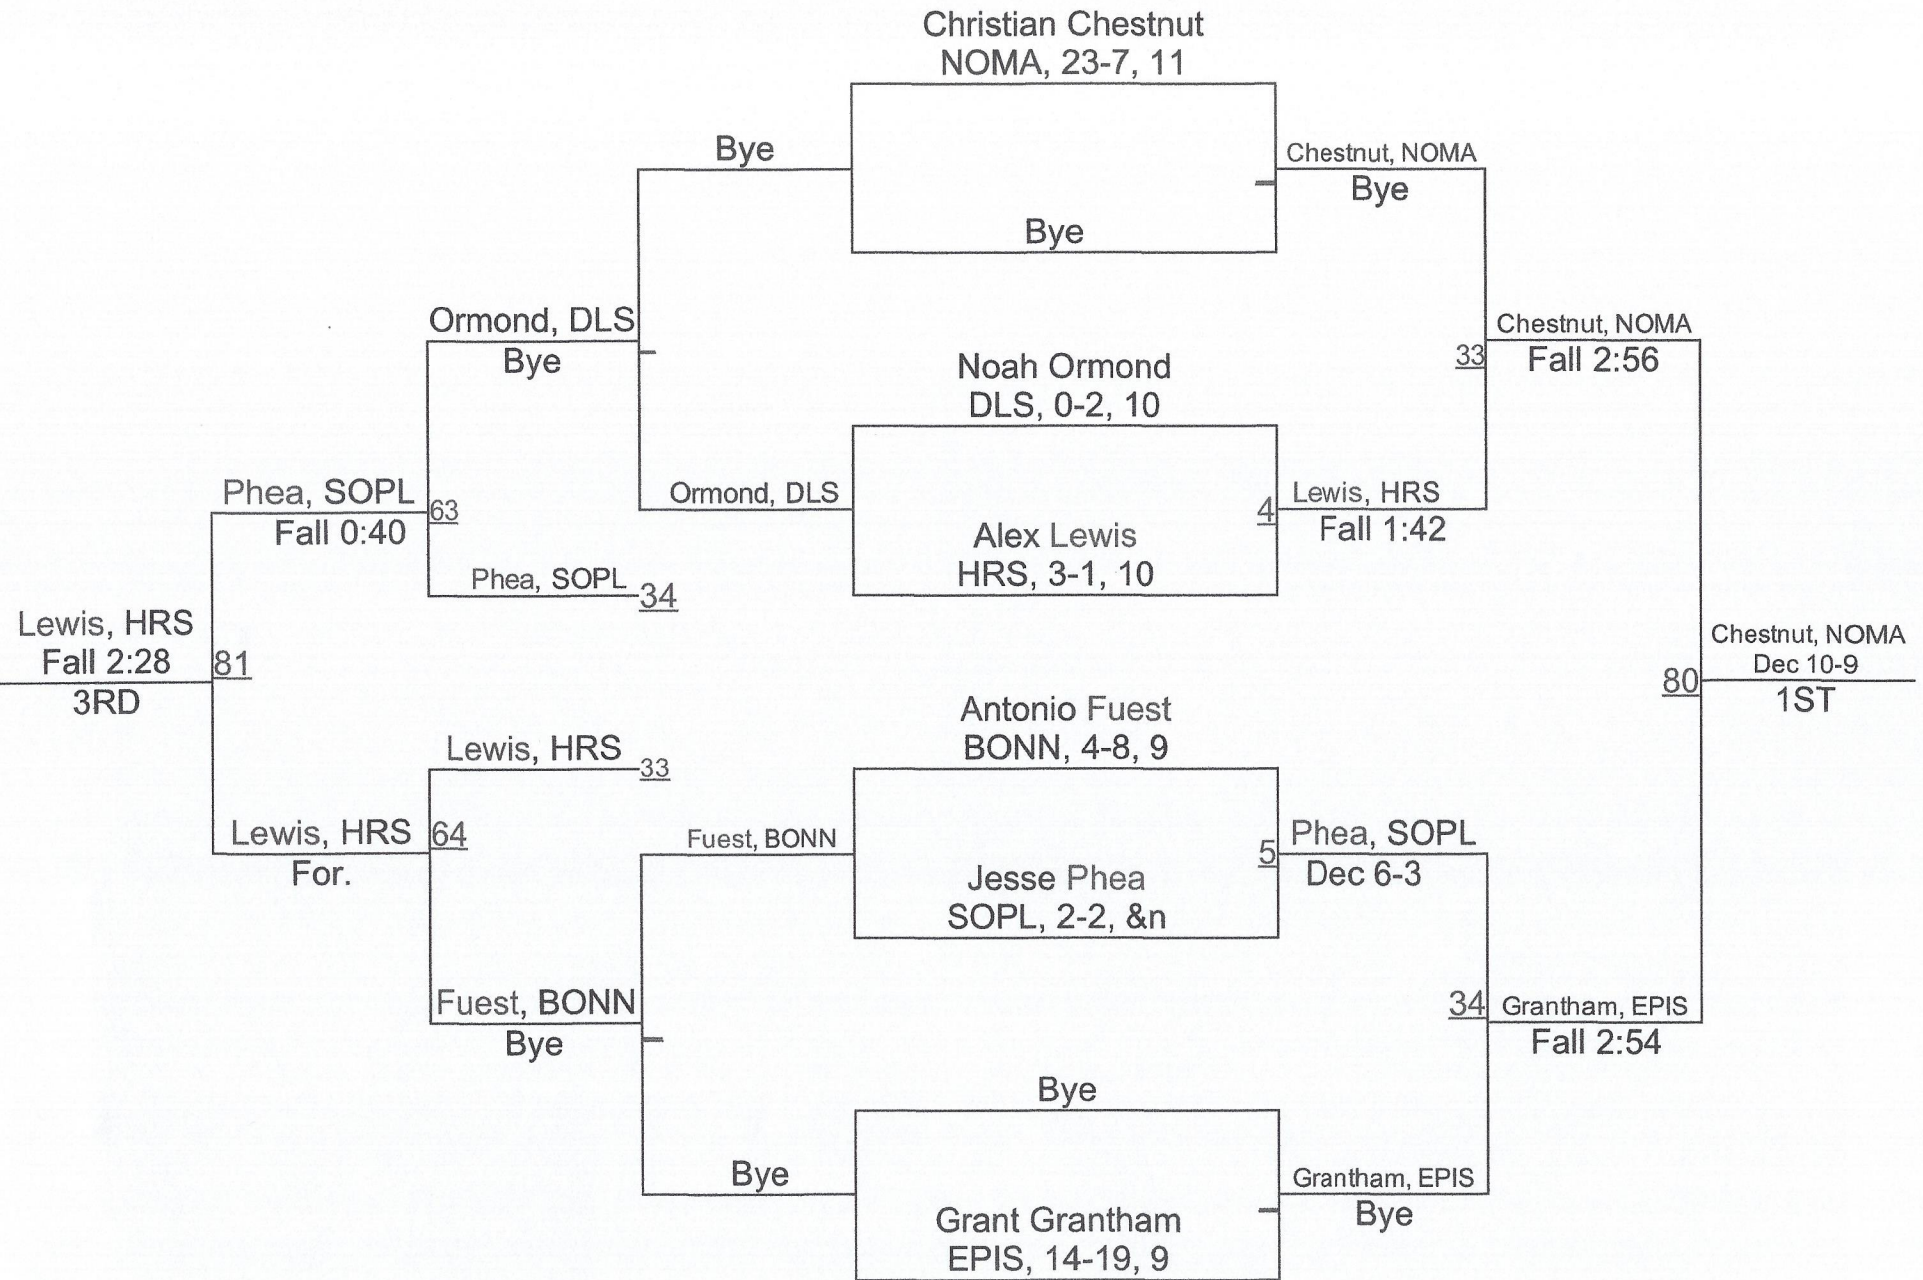 Christian Chestnut
NOMA, 23-7, 11
Bye
Chestnut, NOMA
Bye
Bye
Ormond, DLS
Bye
Noah Ormond
DLS, 0-2, 10
33
Chestnut, NOMA
Fall 2:56
Phea, SOPL
Fall 0:40
63
Ormond, DLS
Alex Lewis
HRS, 3-1, 10
4
Lewis, HRS
Fall 1:42
Phea, SOPL
34
Lewis, HRS
Fall 2:28
3RD
81
Chestnut, NOMA
Dec 10-9
1ST
80
Antonio Fuest
BONN, 4-8, 9
Lewis, HRS
33
Lewis, HRS
For.
64
Fuest, BONN
Jesse Phea
SOPL, 2-2, &n
5
Phea, SOPL
Dec 6-3
Fuest, BONN
Bye
34
Grantham, EPIS
Fall 2:54
Bye
Bye
Grant Grantham
EPIS, 14-19, 9
Grantham, EPIS
Bye